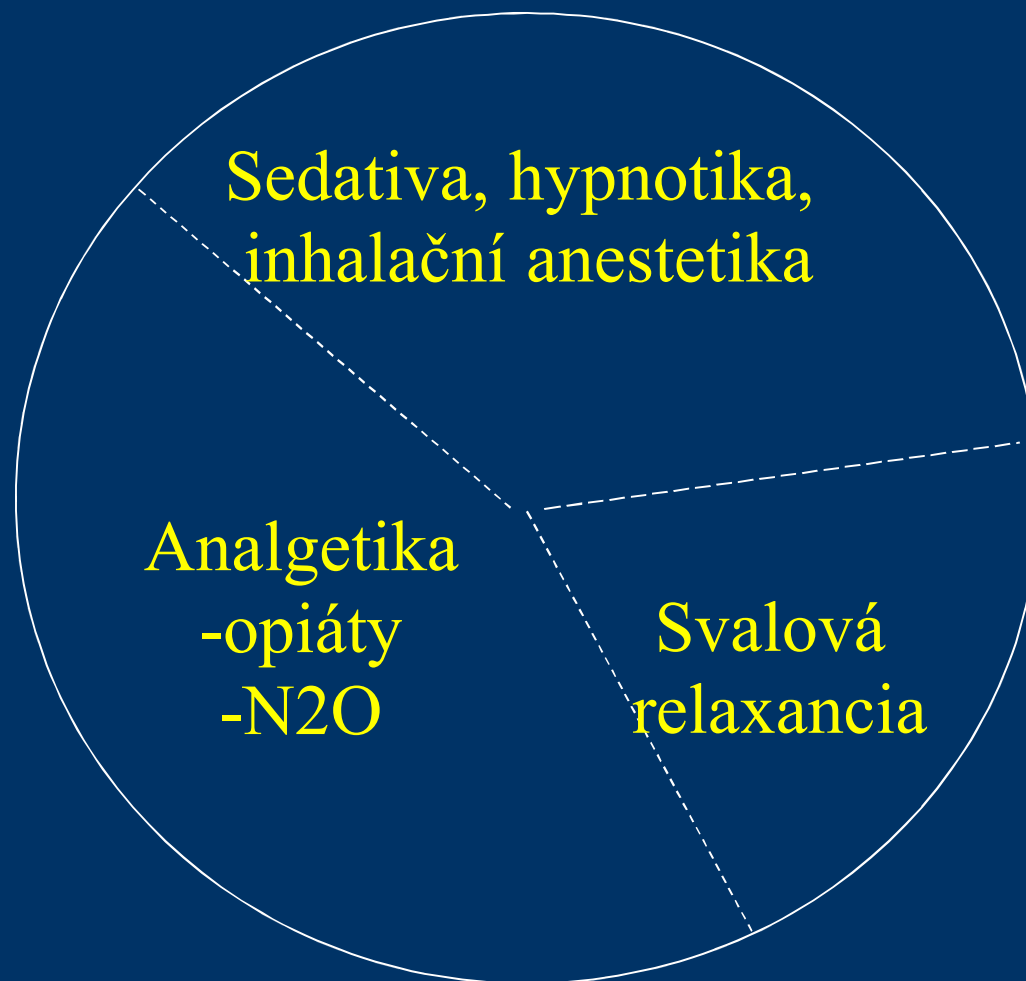 Sedativa, hypnotika,
inhalační anestetika
Analgetika
-opiáty
-N2O
Svalová
relaxancia